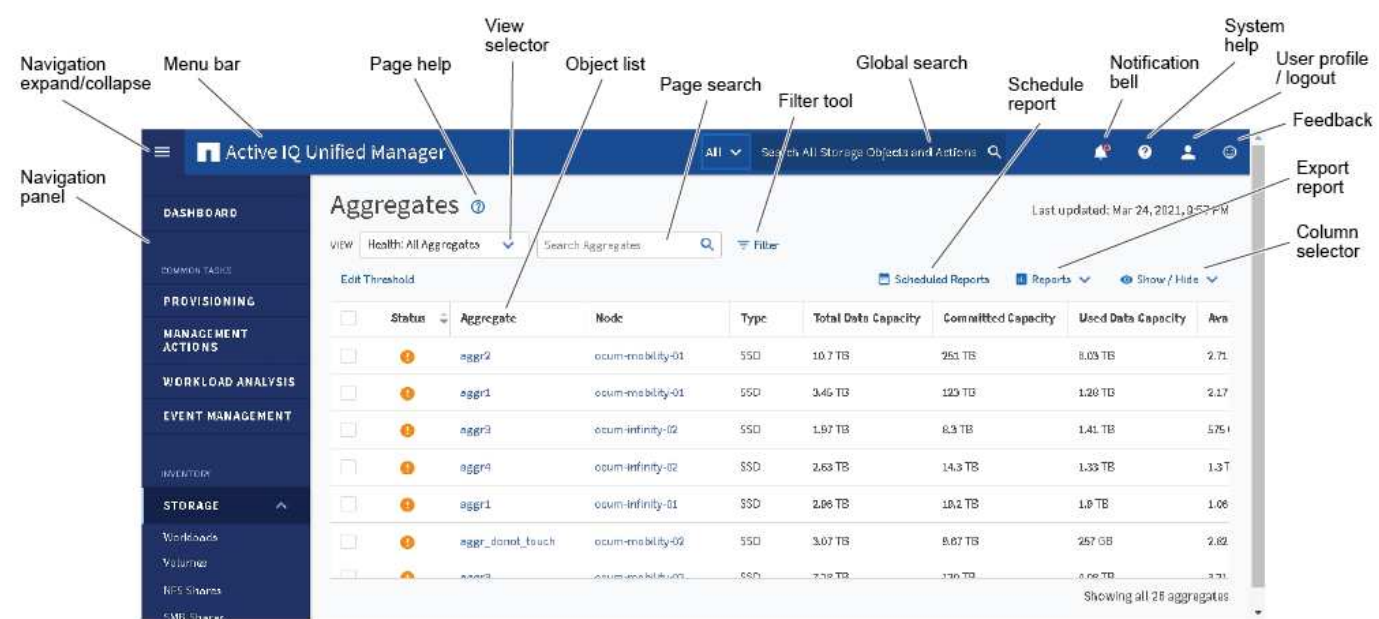 View
selector
System
help
Navigation
expand/collapse
Menu bar
Page help
Object list
Page search
Filter tool
Global search
Schedule
report
Notification
bell
User profile
/ logout
Feedback
Navigation
panel
Export
report
Column
selector
Active IQ Unified Manager
All
Search All Storage Objects and Actions
DASHBOARD
COMMON TASKS
PROVISIONING
MANAGEMENT
ACTIONS
WORKLOAD ANALYSIS
EVENT MANAGEMENT
INVENTORY
STORAGE
Workloads
Volumes
NFS Shares
SMB Shares
Aggregates
Last updated: Mar 24, 2021,
VIEW Health: All Aggregates Search Aggregates Filter
Edit Threshold Scheduled Reports Reports Show / Hide
Status Aggregate Node Type Total Data Capacity Committed Capacity Used Data Capacity Ava
aggr2 ocum-mobility-01 SSD 10.7 TB 251 TB 8.03 TB 2.71
aggr1 ocum-mobility-01 SSD 3.45 TB 123 TB 1.28 TB 2.17
aggr3 ocum-infinity-02 SSD 1.97 TB 8.3 TB 1.41 TB 575
aggr4 ocum-infinity-02 SSD 2.63 TB 14.3 TB 1.33 TB 1.3 T
aggr1 ocum-infinity-01 SSD 2.96 TB 1.9 TB 1.06
aggr_donot_touch ocum-mobility-02 SSD 3.07 TB 9.67 TB 257 GB 2.82
Showing all 26 aggregates